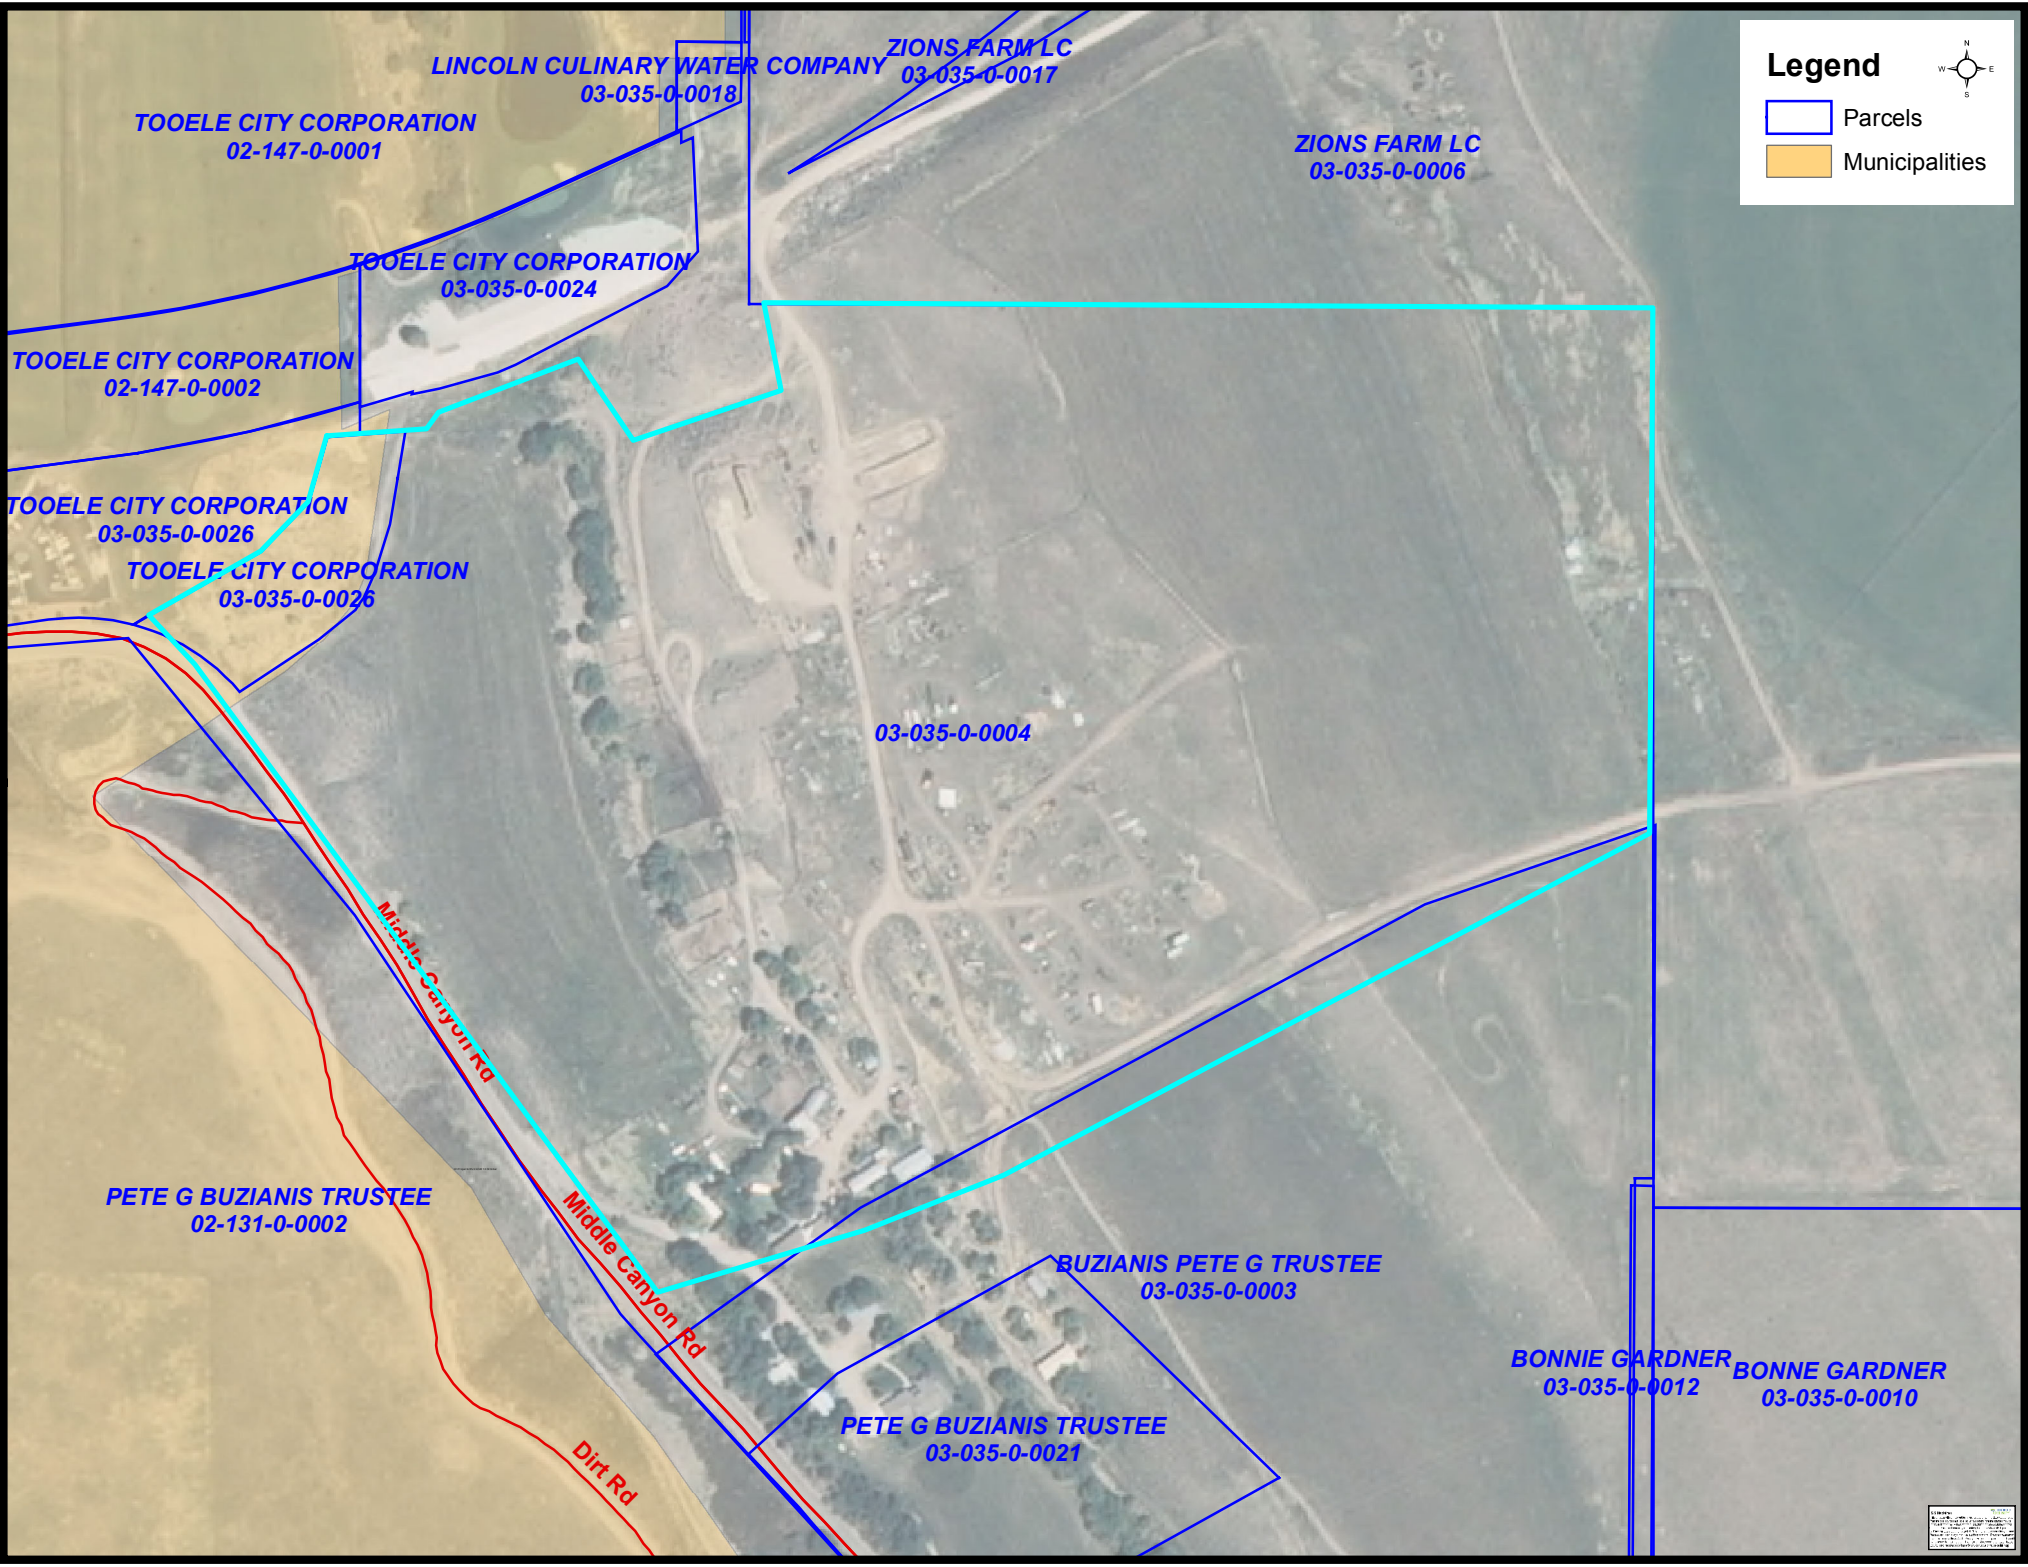 LINCOLN CULINARY WATER COMPANY
03-035-0-0018
ZIONS FARM LC
03-035-0-0017
TOOELE CITY CORPORATION
02-147-0-0001
ZIONS FARM LC
03-035-0-0006
Legend
N
W
E
S
Parcels
Municipalities
TOOELE CITY CORPORATION
03-035-0-0024
TOOELE CITY CORPORATION
02-147-0-0002
TOOELE CITY CORPORATION
03-035-0-0026
TOOELE CITY CORPORATION
03-035-0-0026
03-035-0-0004
Middle Canyon Rd
PETE G BUZIANIS TRUSTEE
02-131-0-0002
Middle Canyon Rd
BUZIANIS PETE G TRUSTEE
03-035-0-0003
BONNIE GARDNER
03-035-0-0012
BONNE GARDNER
03-035-0-0010
PETE G BUZIANIS TRUSTEE
03-035-0-0021
Dirt Rd